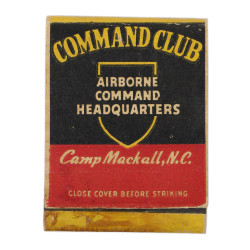 COMMAND CLUB
AIRBORNE
COMMAND
HEADQUARTERS
Camp Mackall, N.C.
CLOSE COVER BEFORE STRIKING